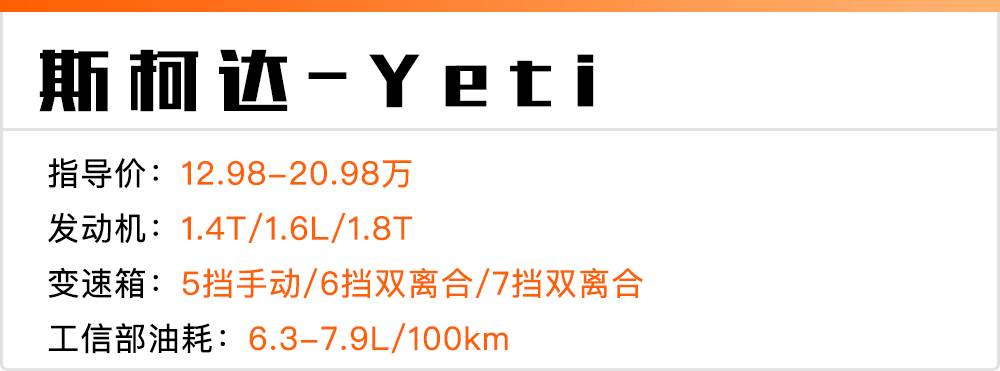 斯柯达-Yeti
指导价：12.98-20.98万
发动机：1.4T/1.6L/1.8T
变速箱：5挡手动/6挡双离合/7挡双离合
工信部油耗：6.3-7.9L/100km